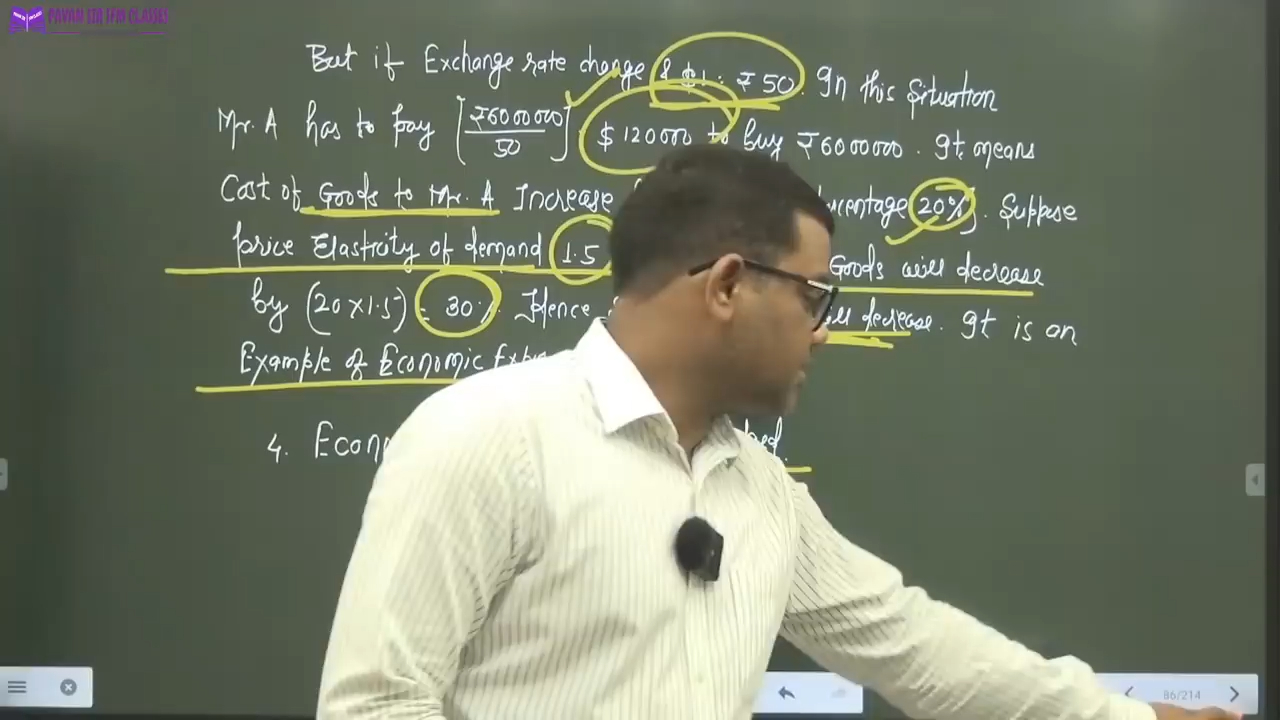 PAVAN SIR IFM CLASSES
But if Exchange rate change & $1 : ₹50. In this Situation
Mr. A has to pay [₹6000000/50] $120000 to buy ₹6000000. It means
Cost of Goods to Mr. A Increase 20%]. Suppose
Price Elasticity of demand 1.5 Goods will decrease
by (20×1.5) = 30% Hence decrease. It is an
Example of Economic
4.
86/214